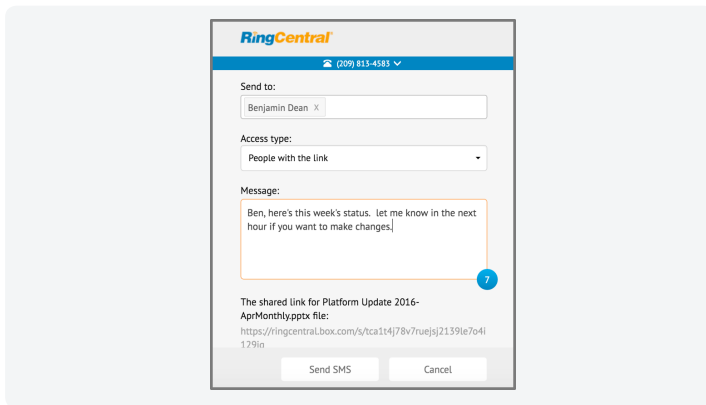 RingCentral
(209) 813-4583
Send to:
Benjamin Dean X
Access type:
People with the link
Message:
Ben, here's this week's status. let me know in the next
hour if you want to make changes.
7
The shared link for Platform Update 2016-
AprMonthly.pptx file:
https://ringcentral.box.com/s/tca1t4j78v7ruejsj2139le7o4i
129ig
Send SMS
Cancel